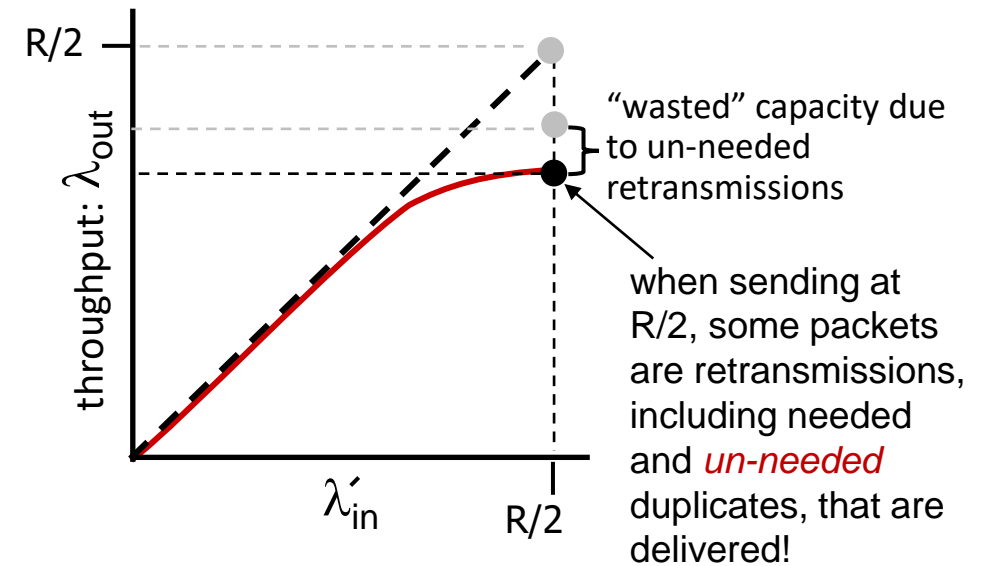 R/2
throughput: λout
“wasted” capacity due
to un-needed
retransmissions
when sending at
R/2, some packets
are retransmissions,
including needed
and un-needed
duplicates, that are
delivered!
λ′in
R/2